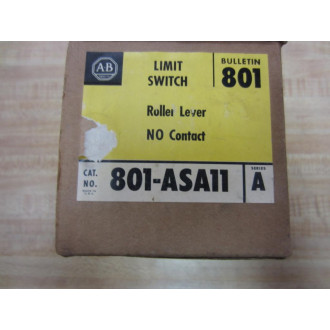 AB
LIMIT SWITCH
BULLETIN 801
Roller Lever
NO Contact
CAT. NO. 801-ASA11
SERIES A